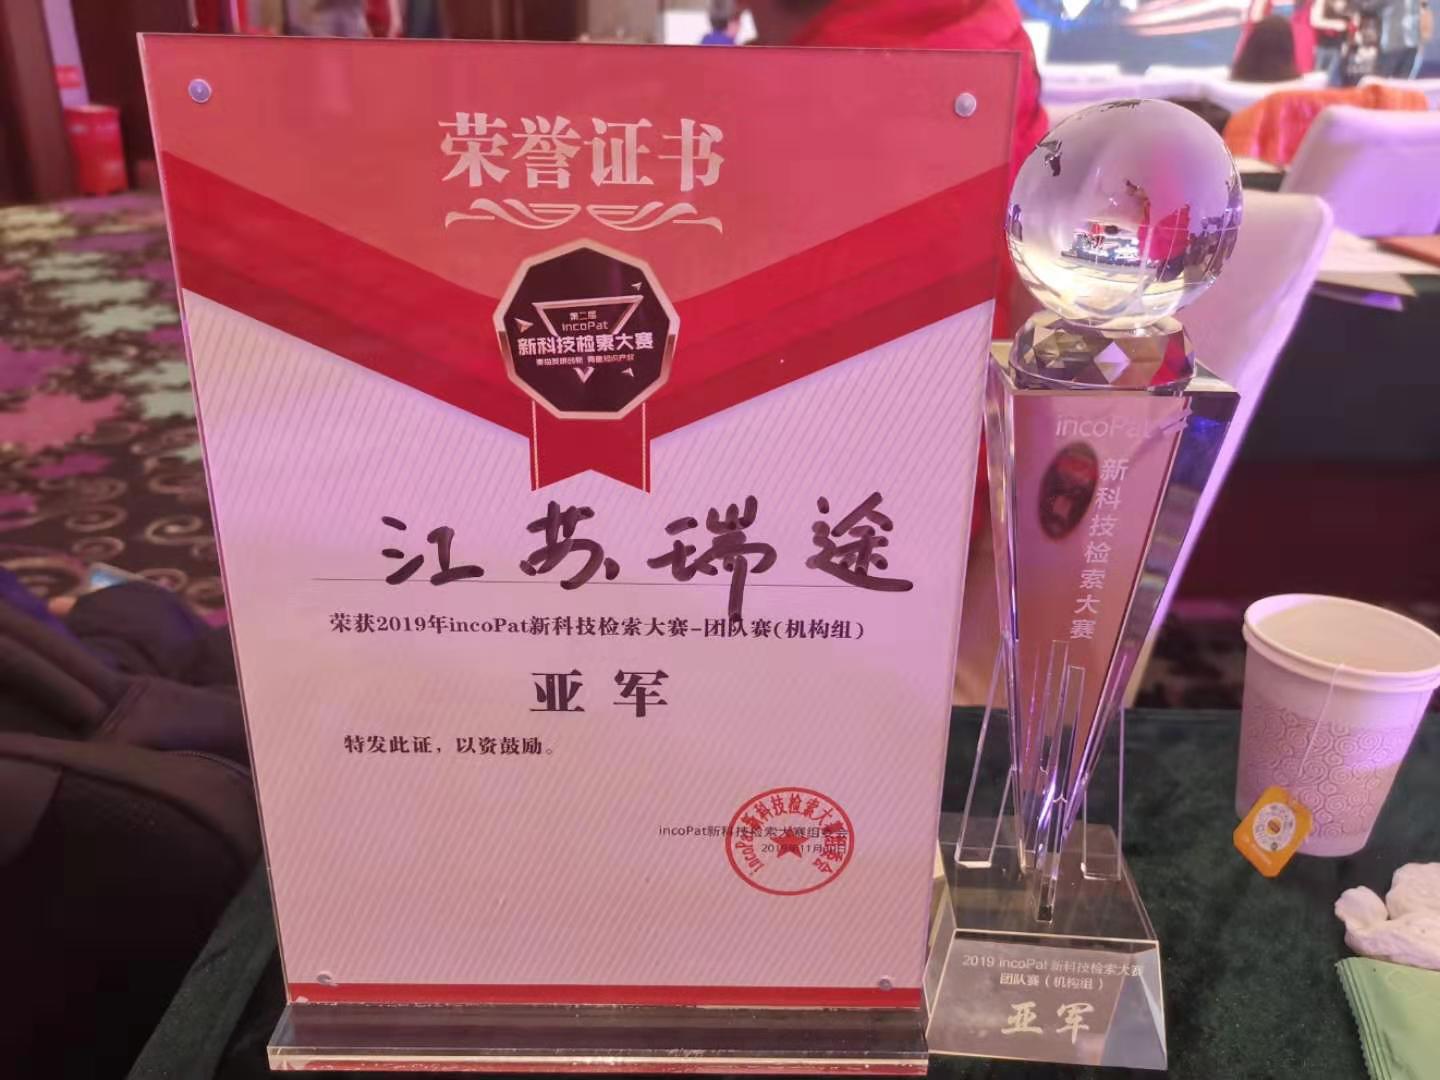 荣誉证书
第二届
incoPat
新科技检索大赛
江苏瑞途
荣获2019年incoPat新科技检索大赛-团队赛(机构组)
亚军
特发此证，以资鼓励。
incoPat新科技检索大赛组委会
incoPat
新科技检索大赛
2019 incoPat 新科技检索大赛
团队赛（机构组）
亚军